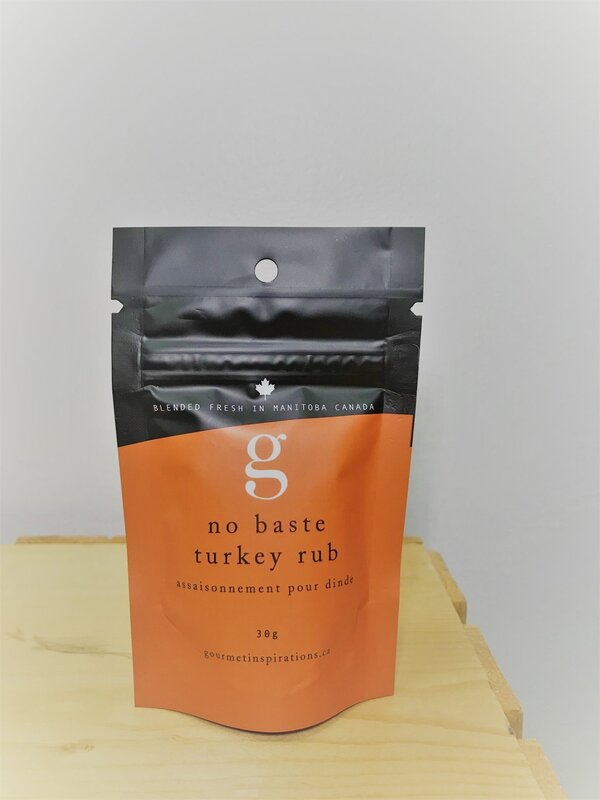 BLENDED FRESH IN MANITOBA CANADA
g
no baste
turkey rub
assaisonnement pour dinde
30g
gourmetinspirations.ca